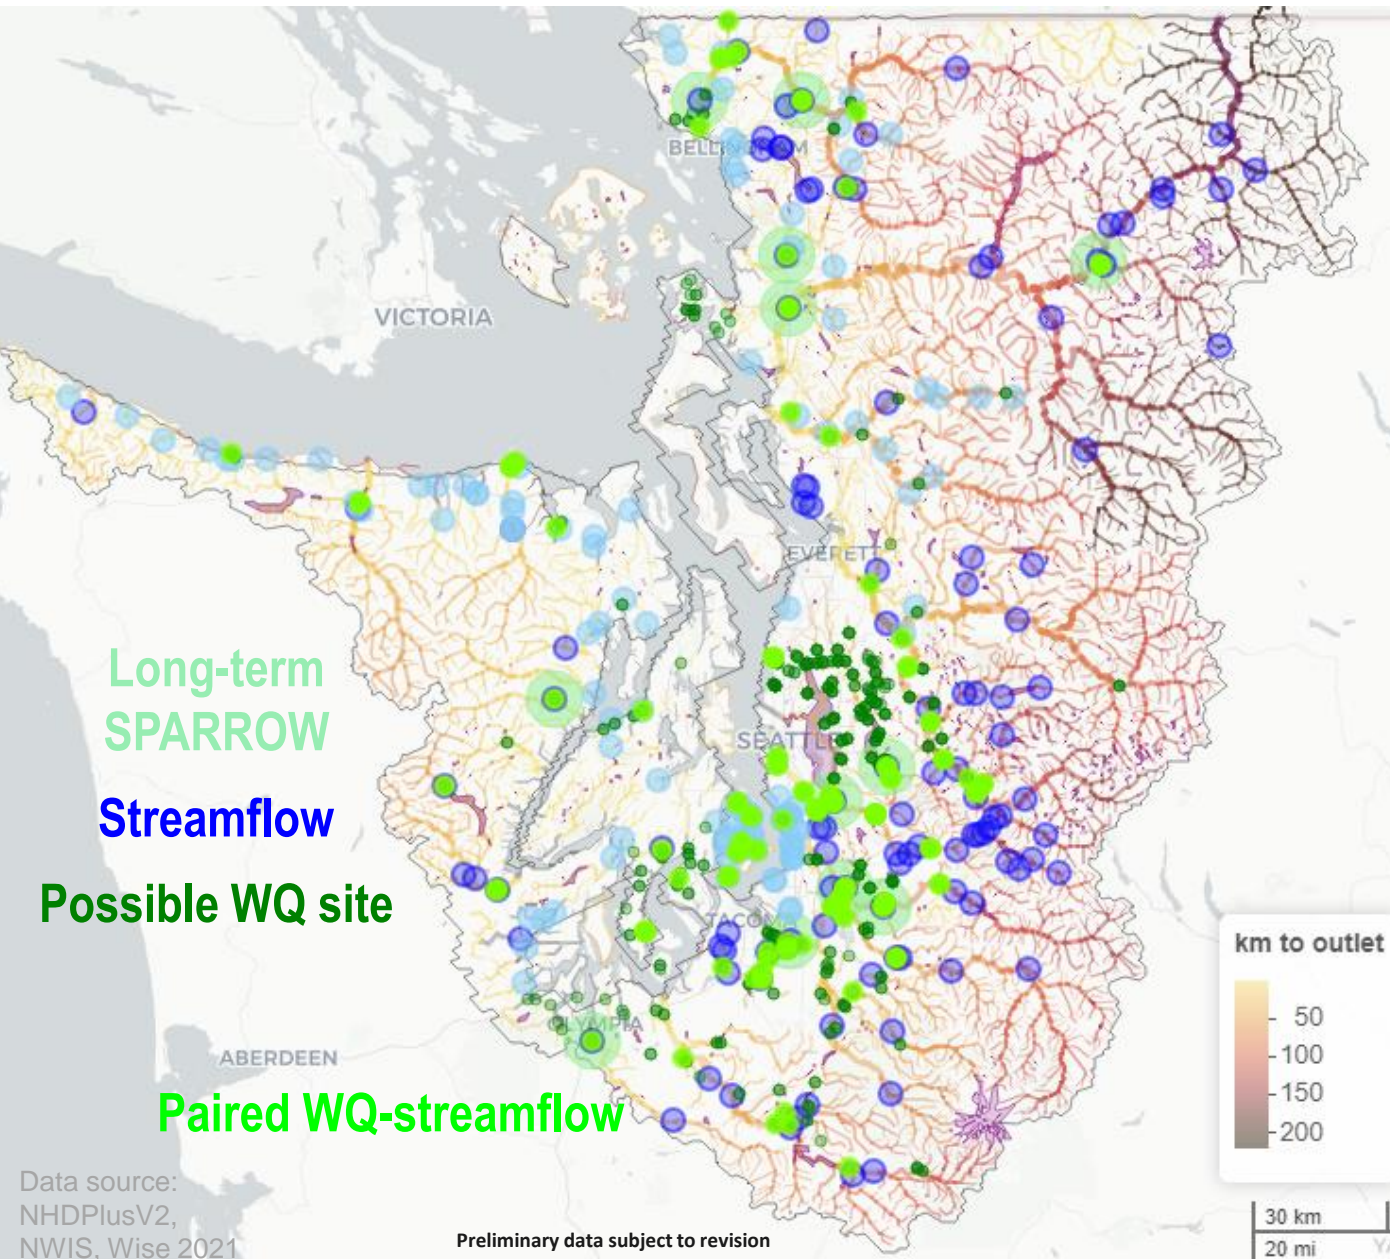 BELLINGHAM
VICTORIA
EVERETT
Long-term
SPARROW
SEATTLE
Streamflow
Possible WQ site
TACOMA
km to outlet
50
100
150
200
OLYMPIA
ABERDEEN
Paired WQ-streamflow
Data source:
NHDPlusV2,
NWIS, Wise 2021
Preliminary data subject to revision
30 km
20 mi